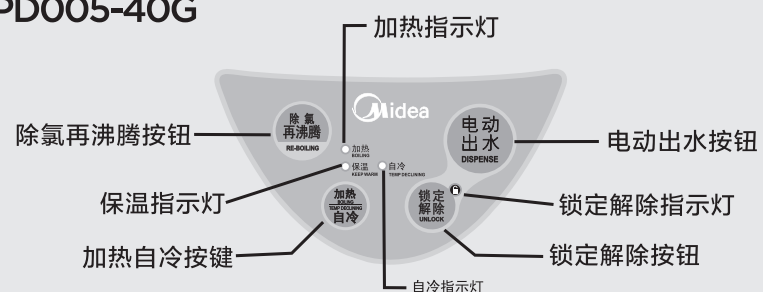 PD005-40G
加热指示灯
Midea
除氯
再沸腾
RE-BOILING
电动
出水
DISPENSE
除氯再沸腾按钮
加热
BOILING
电动出水按钮
保温
KEEP WARM
自冷
TEMP DECLINING
保温指示灯
加热
BOILING
TEMP DECLINING
自冷
锁定
解除
UNLOCK
锁定解除指示灯
加热自冷按键
锁定解除按钮
自冷指示灯